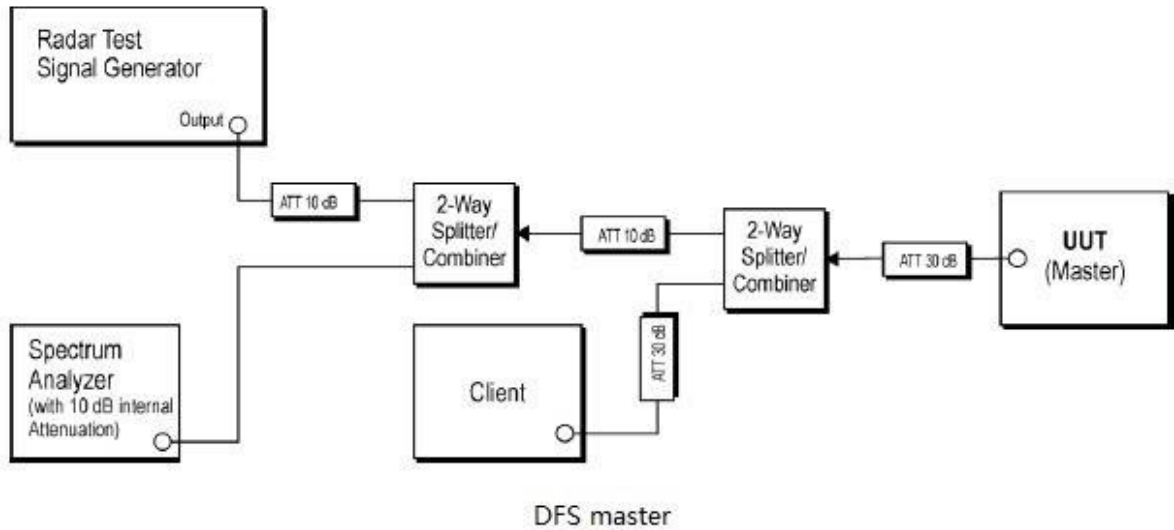 Radar Test
Signal Generator
Output
ATT 10 dB
2-Way
Splitter/
Combiner
ATT 10 dB
2-Way
Splitter/
Combiner
ATT 30 dB
UUT
(Master)
Spectrum
Analyzer
(with 10 dB internal
Attenuation)
Client
ATT 30 dB
DFS master